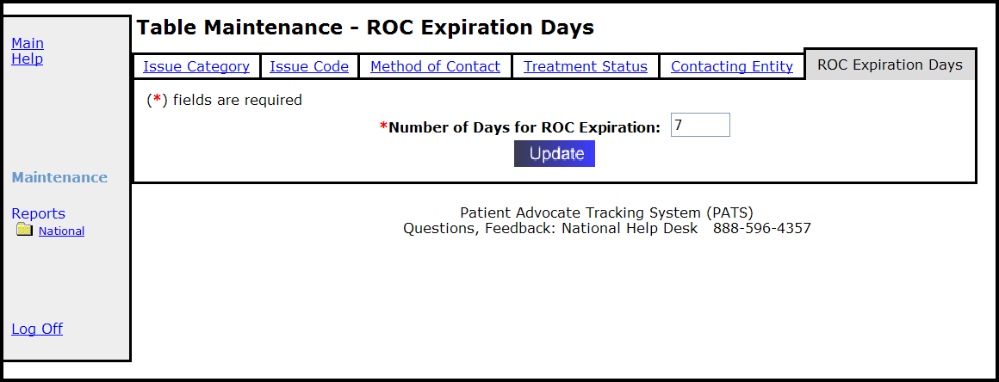 Table Maintenance - ROC Expiration Days
Main
Help
Maintenance
Reports
National
Log Off
Issue Category
Issue Code
Method of Contact
Treatment Status
Contacting Entity
ROC Expiration Days
(*) fields are required
*Number of Days for ROC Expiration: 7
Update
Patient Advocate Tracking System (PATS)
Questions, Feedback: National Help Desk 888-596-4357